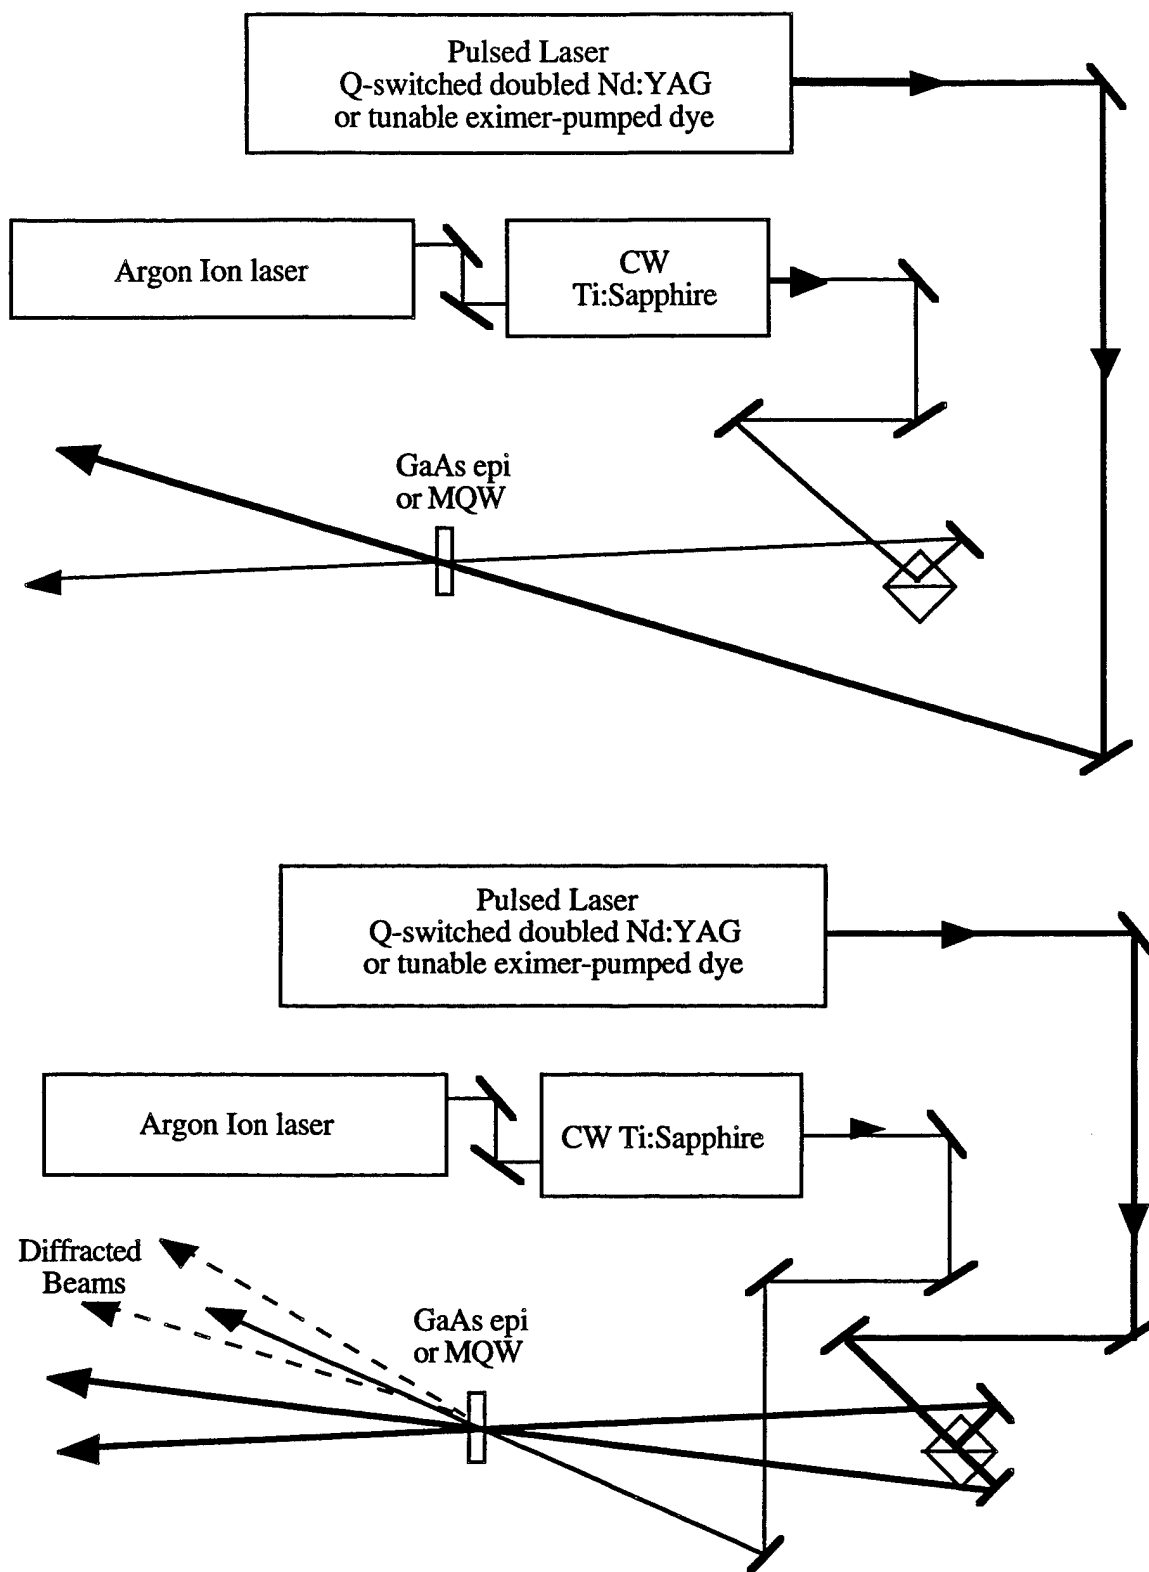 Pulsed Laser
Q-switched doubled Nd:YAG
or tunable eximer-pumped dye
Argon Ion laser
CW
Ti:Sapphire
GaAs epi
or MQW
Pulsed Laser
Q-switched doubled Nd:YAG
or tunable eximer-pumped dye
Argon Ion laser
CW Ti:Sapphire
Diffracted
Beams
GaAs epi
or MQW